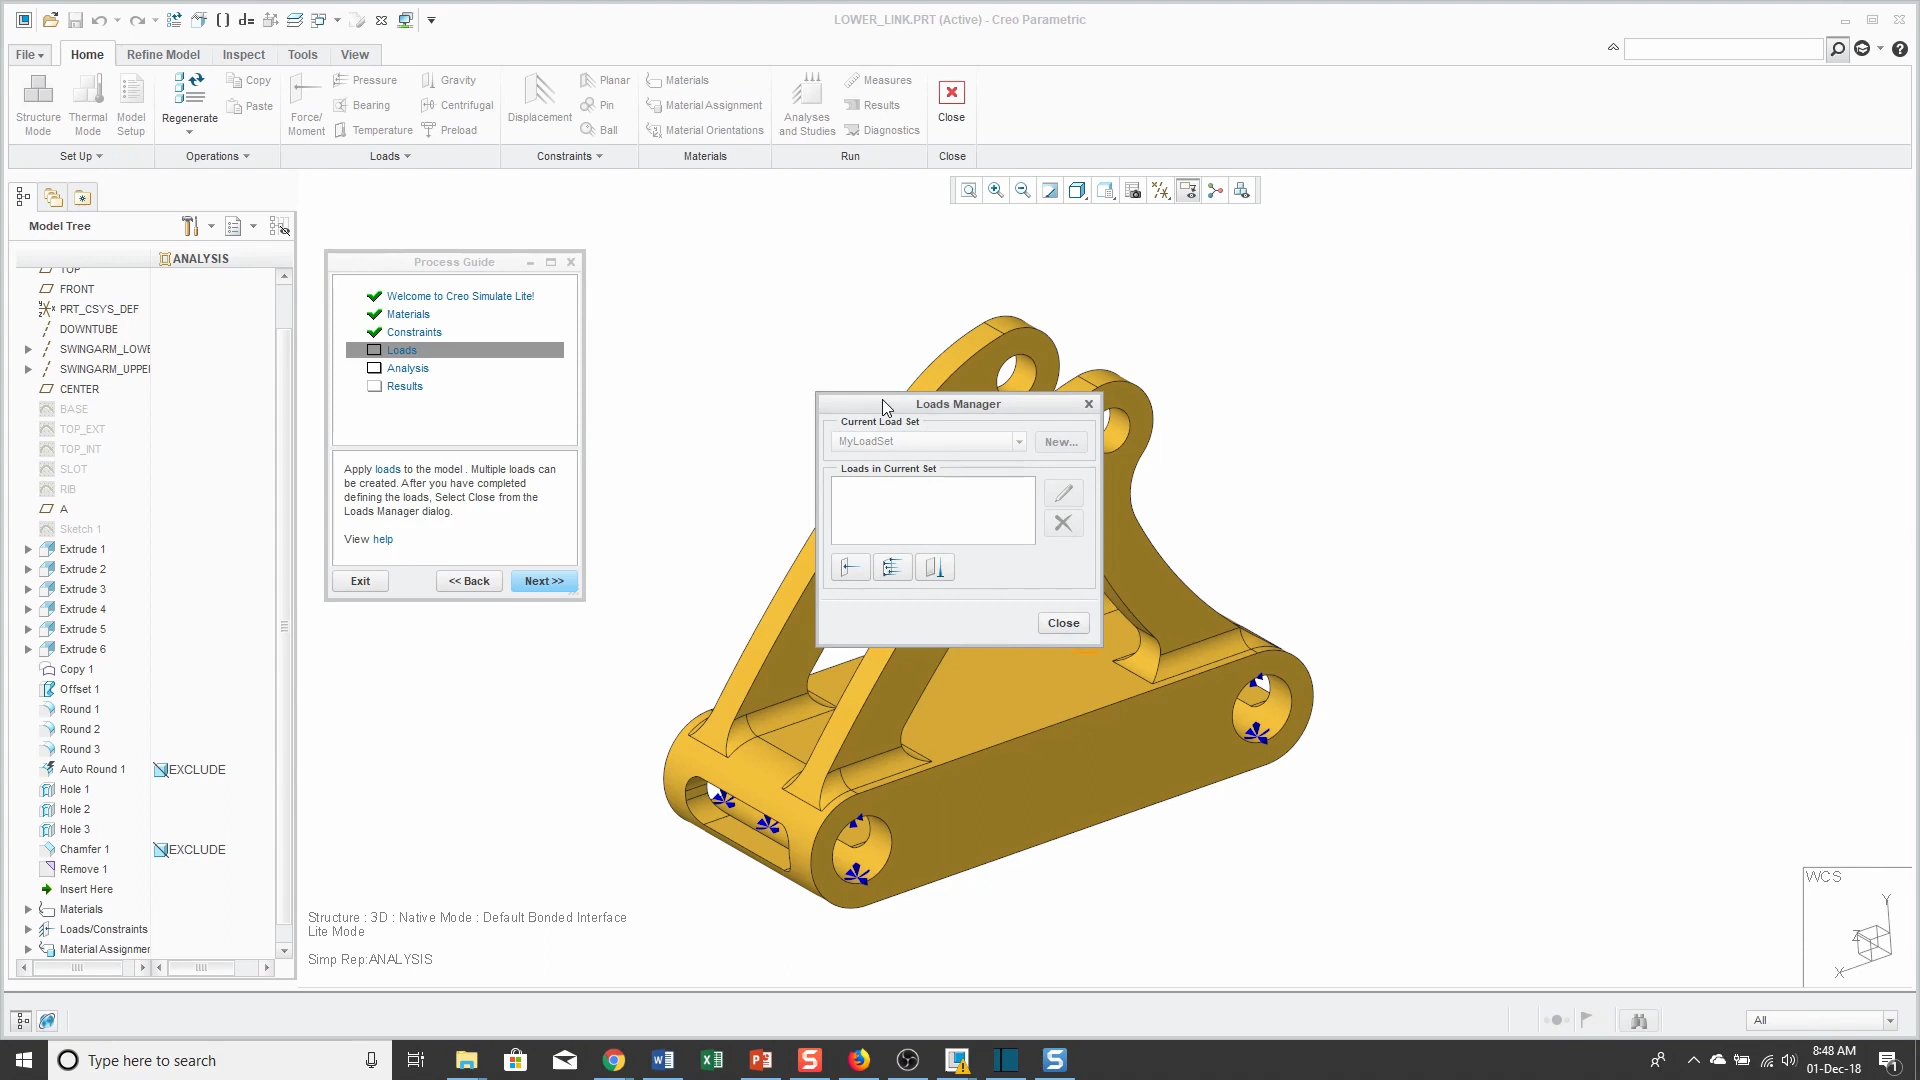 LOWER_LINK.PRT (Active) - Creo Parametric
File Home Refine Model Inspect Tools View
Structure Mode
Thermal Mode
Model Setup
Set Up
Regenerate
Copy
Paste
Operations
Force/ Moment
Pressure
Bearing
Temperature
Gravity
Centrifugal
Preload
Loads
Displacement
Planar
Pin
Ball
Constraints
Materials
Material Assignment
Material Orientations
Materials
Analyses and Studies
Measures
Results
Diagnostics
Run
Close
Close
Model Tree
ANALYSIS
TOP
FRONT
PRT_CSYS_DEF
DOWNTUBE
SWINGARM_LOWE
SWINGARM_UPPE
CENTER
BASE
TOP_EXT
TOP_INT
SLOT
RIB
A
Sketch 1
Extrude 1
Extrude 2
Extrude 3
Extrude 4
Extrude 5
Extrude 6
Copy 1
Offset 1
Round 1
Round 2
Round 3
Auto Round 1 EXCLUDE
Hole 1
Hole 2
Hole 3
Chamfer 1 EXCLUDE
Remove 1
Insert Here
Materials
Loads/Constraints
Material Assignmer
Process Guide
Welcome to Creo Simulate Lite!
Materials
Constraints
Loads
Analysis
Results
Apply loads to the model . Multiple loads can
be created. After you have completed
defining the loads, Select Close from the
Loads Manager dialog.
View help
Exit << Back Next >>
Loads Manager
Current Load Set
MyLoadSet New...
Loads in Current Set
Close
Structure : 3D : Native Mode : Default Bonded Interface
Lite Mode
Simp Rep:ANALYSIS
WCS
Y
Z
X
All
Type here to search
8:48 AM
01-Dec-18